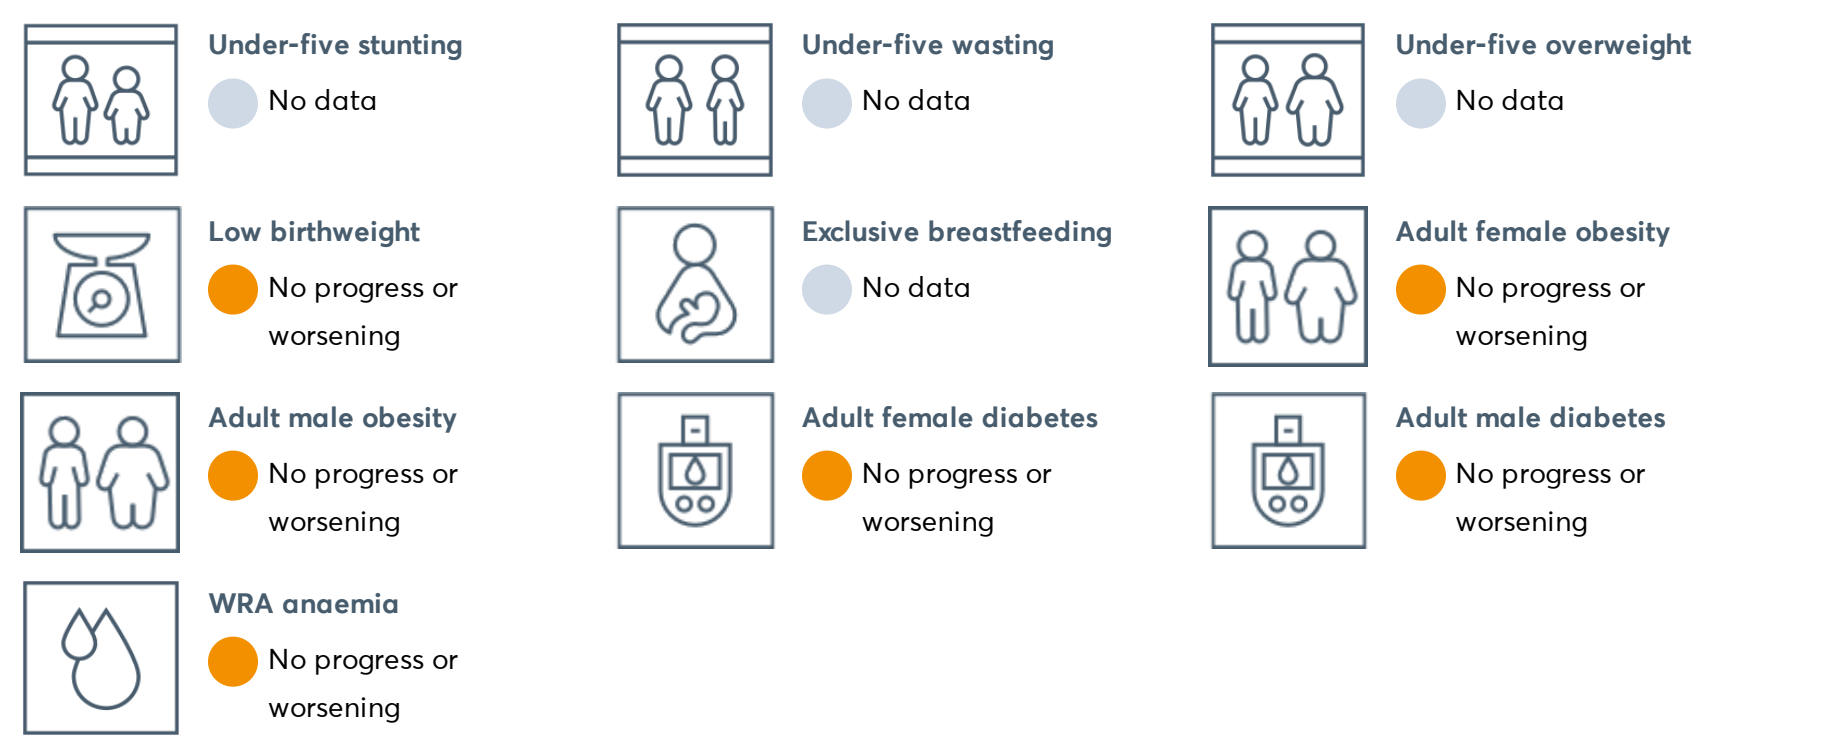 Under-five stunting
No data
Under-five wasting
No data
Under-five overweight
No data
Low birthweight
No progress or
worsening
Exclusive breastfeeding
No data
Adult female obesity
No progress or
worsening
Adult male obesity
No progress or
worsening
Adult female diabetes
No progress or
worsening
Adult male diabetes
No progress or
worsening
WRA anaemia
No progress or
worsening